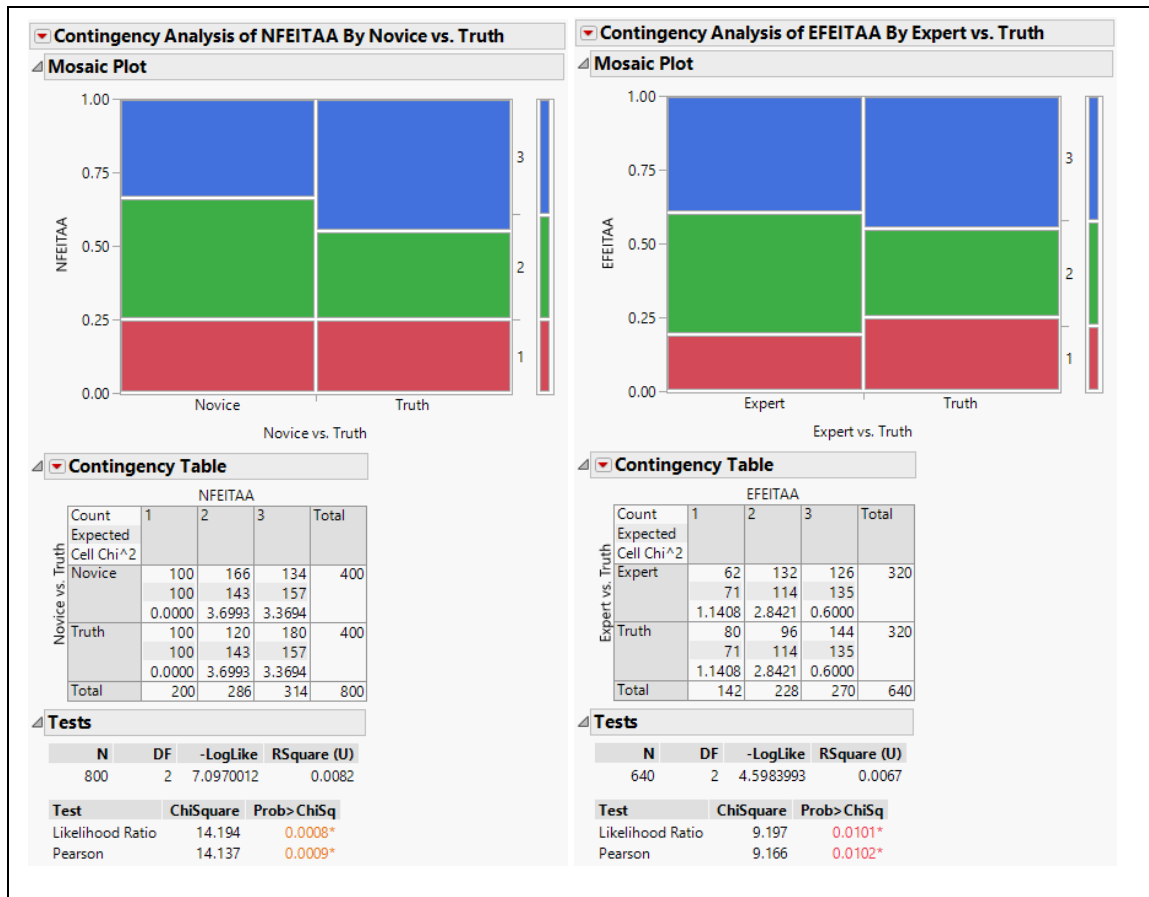 Contingency Analysis of NFEITAA By Novice vs. Truth
Mosaic Plot
1.00
0.75
0.50
0.25
0.00
NFEITAA
3
2
1
Novice Truth
Novice vs. Truth
Contingency Table
NFEITAA
Novice vs. Truth
Count 1 2 3 Total
Expected
Cell Chi^2
Novice 100 166 134 400
100 143 157
0.0000 3.6993 3.3694
Truth 100 120 180 400
100 143 157
0.0000 3.6993 3.3694
Total 200 286 314 800
Tests
N DF -LogLike RSquare (U)
800 2 7.0970012 0.0082
Test ChiSquare Prob>ChiSq
Likelihood Ratio 14.194 0.0008*
Pearson 14.137 0.0009*
Contingency Analysis of EFEITAA By Expert vs. Truth
Mosaic Plot
1.00
0.75
0.50
0.25
0.00
EFEITAA
3
2
1
Expert Truth
Expert vs. Truth
Contingency Table
EFEITAA
Expert vs. Truth
Count 1 2 3 Total
Expected
Cell Chi^2
Expert 62 132 126 320
71 114 135
1.1408 2.8421 0.6000
Truth 80 96 144 320
71 114 135
1.1408 2.8421 0.6000
Total 142 228 270 640
Tests
N DF -LogLike RSquare (U)
640 2 4.5983993 0.0067
Test ChiSquare Prob>ChiSq
Likelihood Ratio 9.197 0.0101*
Pearson 9.166 0.0102*